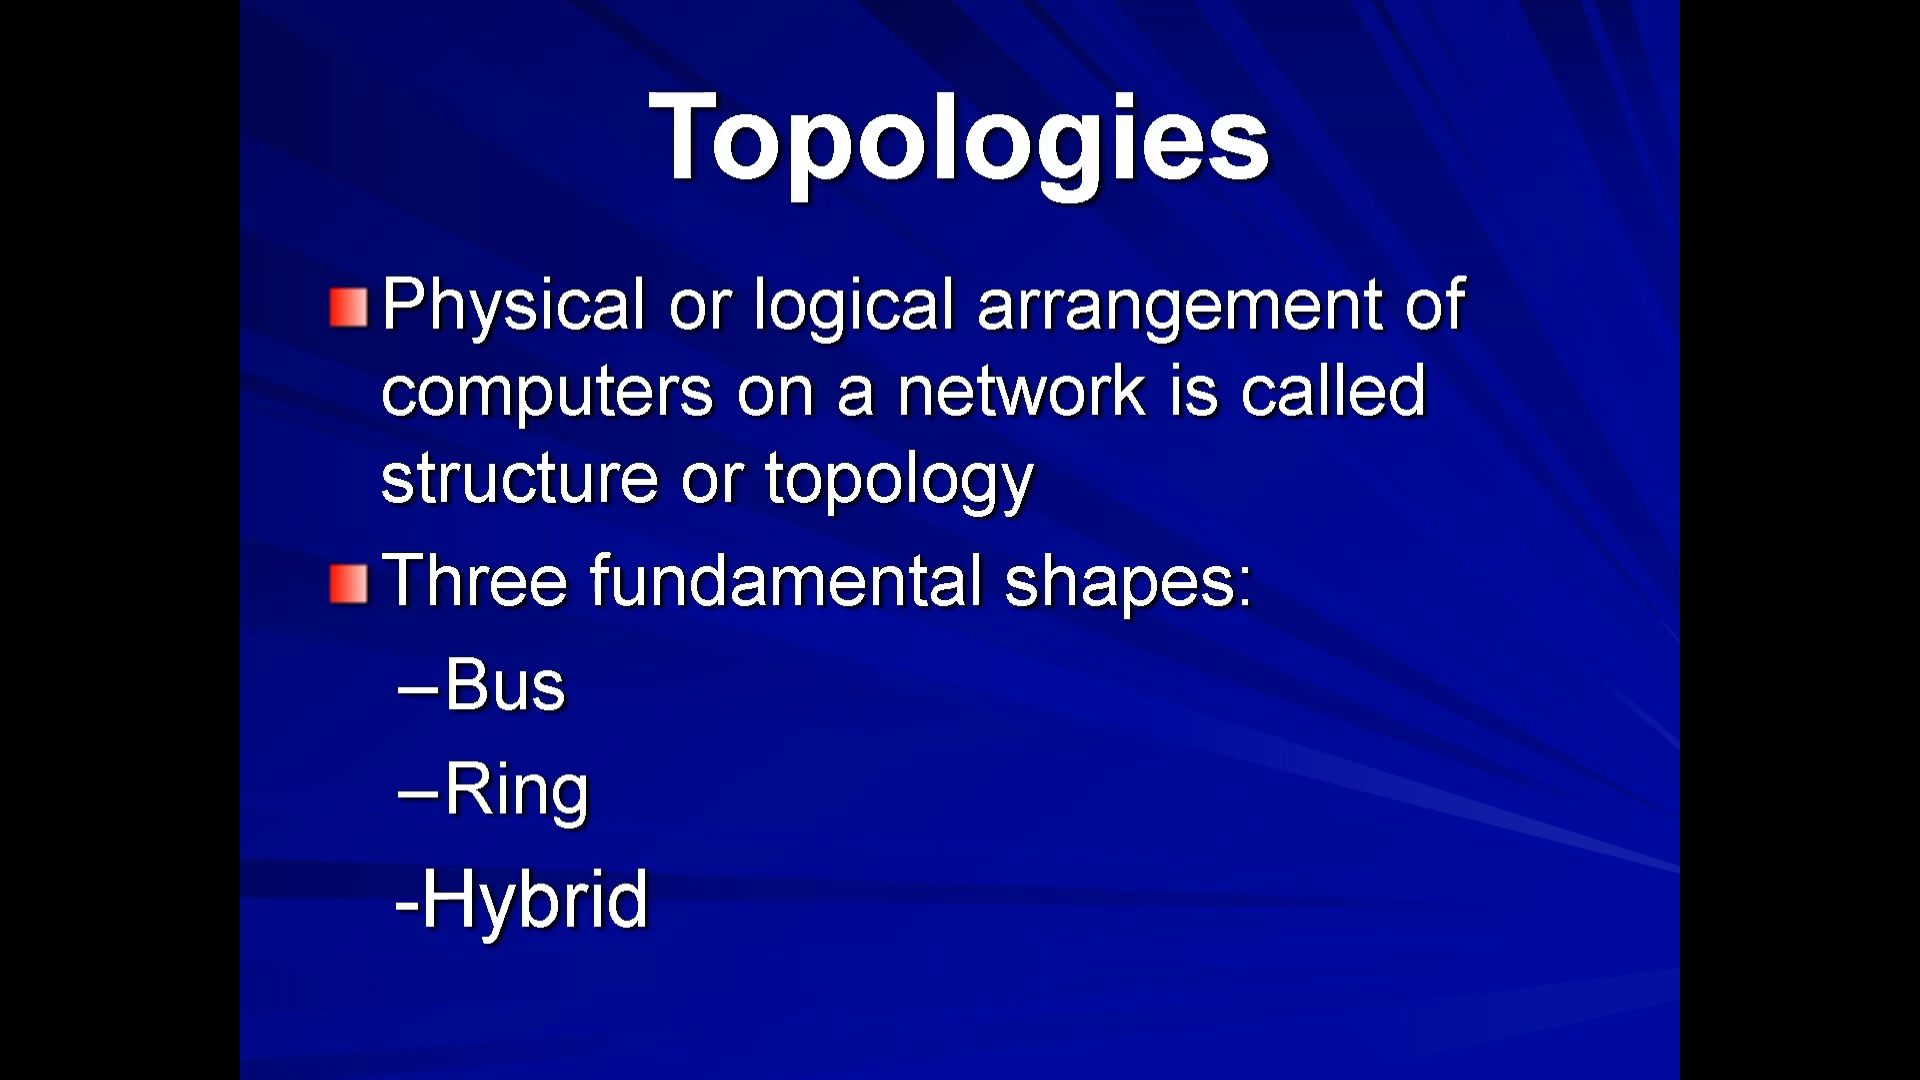 Topologies
Physical or logical arrangement of
computers on a network is called
structure or topology
Three fundamental shapes:
–Bus
–Ring
-Hybrid